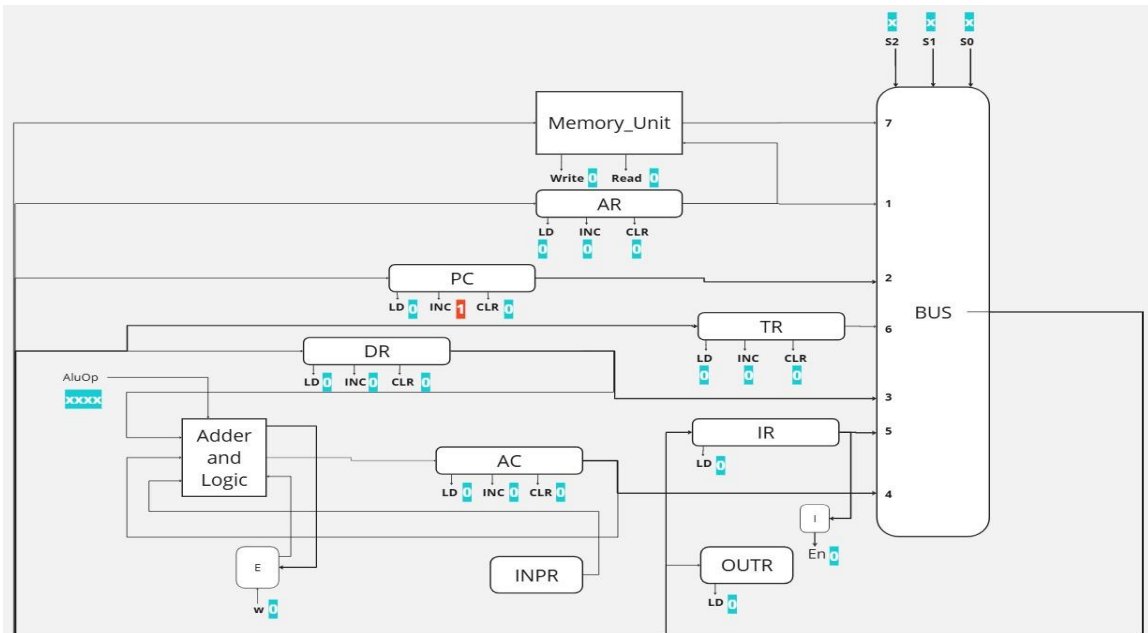 x x x
S2 S1 S0
Memory_Unit
7
Write 0 Read 0
AR
1
LD INC CLR
0 0 0
PC
2
LD 0 INC 1 CLR 0
BUS
TR
6
LD INC CLR
0 0 0
DR
LD 0 INC 0 CLR 0
AluOp
xxxx
3
Adder
and
Logic
IR
5
LD 0
AC
LD 0 INC 0 CLR 0
4
I
En 0
E
w 0
INPR
OUTR
LD 0